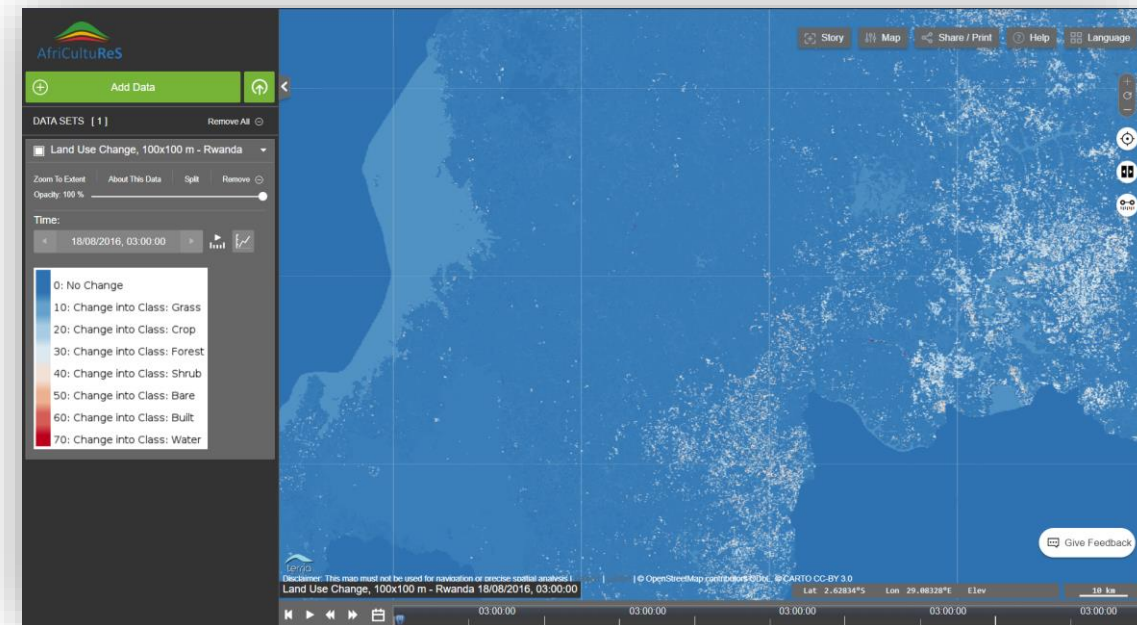 AfriCultuReS
Add Data
DATA SETS [ 1 ]
Remove All
Land Use Change, 100x100 m - Rwanda
Zoom To Extent
About This Data
Split
Remove
Opacity: 100 %
Time:
18/08/2016, 03:00:00
0: No Change
10: Change into Class: Grass
20: Change into Class: Crop
30: Change into Class: Forest
40: Change into Class: Shrub
50: Change into Class: Bare
60: Change into Class: Built
70: Change into Class: Water
Story
Map
Share / Print
Help
Language
Give Feedback
terria
Disclaimer: This map must not be used for navigation or precise spatial analysis | © OpenStreetMap contributors ODbL, © CARTO CC-BY 3.0
Land Use Change, 100x100 m - Rwanda 18/08/2016, 03:00:00
Lat 2.62834°S Lon 29.08328°E Elev
10 km
03:00:00 03:00:00 03:00:00 03:00:00 03:00:00